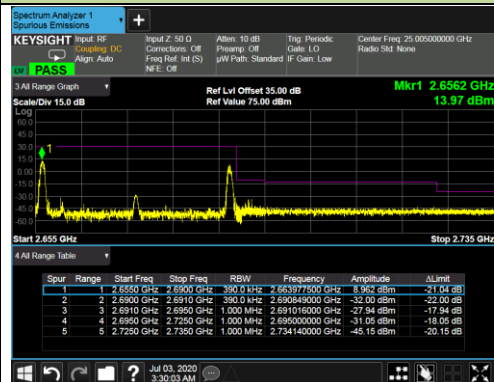 Spectrum Analyzer 1
Spurious Emissions
+
KEYSIGHT Input: RF Input Z: 50 Ω Atten: 10 dB Trig: Periodic Center Freq: 25.005000000 GHz
Coupling: DC Corrections: Off Preamp: Off Gate: LO Radio Std: None
Align: Auto Freq Ref: Int (S) µW Path: Standard IF Gain: Low
NFE: Off
LW PASS
3 All Range Graph Ref Lvl Offset 35.00 dB Mkr1 2.6562 GHz
Scale/Div 15.0 dB Ref Value 75.00 dBm 13.97 dBm
Log
60.0
45.0
30.0
15.0
0.00
-15.0
-30.0
-45.0
-60.0
1
Start 2.655 GHz Stop 2.735 GHz
4 All Range Table
Spur Range Start Freq Stop Freq RBW Frequency Amplitude ΔLimit
1 1 2.6550 GHz 2.6900 GHz 390.0 kHz 2.663977500 GHz 8.962 dBm -21.04 dB
2 2 2.6900 GHz 2.6910 GHz 390.0 kHz 2.690849000 GHz -32.00 dBm -22.00 dB
3 3 2.6910 GHz 2.6950 GHz 1.000 MHz 2.691016000 GHz -27.94 dBm -17.94 dB
4 4 2.6950 GHz 2.7250 GHz 1.000 MHz 2.695000000 GHz -31.05 dBm -18.05 dB
5 5 2.7250 GHz 2.7350 GHz 1.000 MHz 2.734140000 GHz -45.15 dBm -20.15 dB
Jul 03, 2020
3:30:03 AM